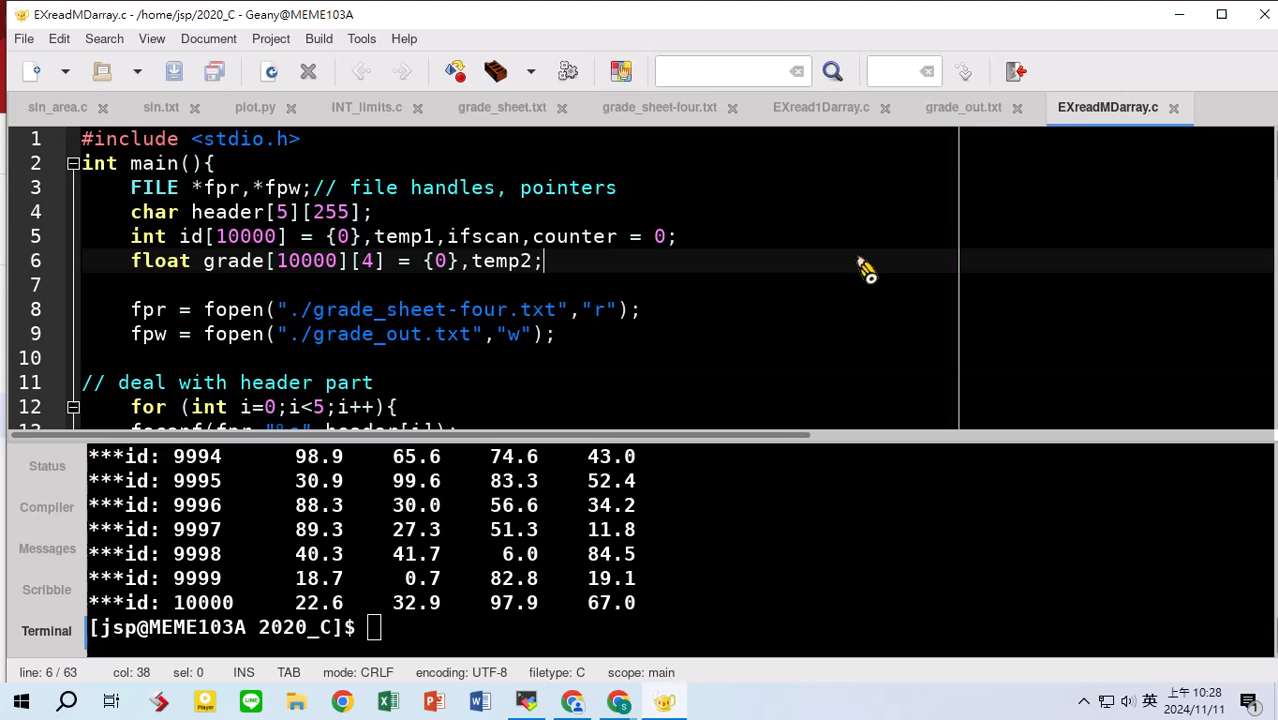 EXreadMDarray.c - /home/jsp/2020_C - Geany@MEME103A
File Edit Search View Document Project Build Tools Help
sin_area.c sin.txt plot.py INT_limits.c grade_sheet.txt grade_sheet-four.txt EXread1Darray.c grade_out.txt EXreadMDarray.c
1 #include <stdio.h>
2 int main(){
3 FILE *fpr,*fpw;// file handles, pointers
4 char header[5][255];
5 int id[10000] = {0},temp1,ifscan,counter = 0;
6 float grade[10000][4] = {0},temp2;
7
8 fpr = fopen("./grade_sheet-four.txt","r");
9 fpw = fopen("./grade_out.txt","w");
10
11 // deal with header part
12 for (int i=0;i<5;i++){
13 fscanf(fpr,"%s",header[i]);
Status
Compiler
Messages
Scribble
Terminal
***id: 9994 98.9 65.6 74.6 43.0
***id: 9995 30.9 99.6 83.3 52.4
***id: 9996 88.3 30.0 56.6 34.2
***id: 9997 89.3 27.3 51.3 11.8
***id: 9998 40.3 41.7 6.0 84.5
***id: 9999 18.7 0.7 82.8 19.1
***id: 10000 22.6 32.9 97.9 67.0
[jsp@MEME103A 2020_C]$
line: 6 / 63 col: 38 sel: 0 INS TAB mode: CRLF encoding: UTF-8 filetype: C scope: main
英 上午 10:28
2024/11/11